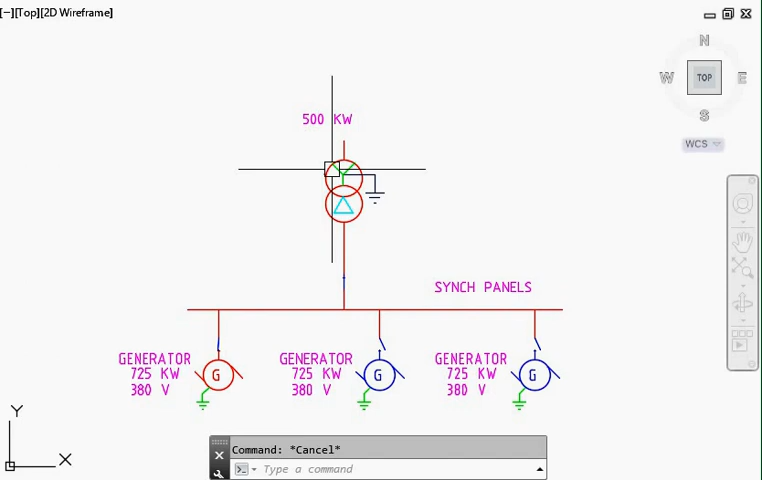 [−][Top][2D Wireframe]
N
W
TOP
E
S
WCS
500 KW
SYNCH PANELS
GENERATOR
725 KW
380 V
G
GENERATOR
725 KW
380 V
G
GENERATOR
725 KW
380 V
G
Y
X
Command: *Cancel*
Type a command